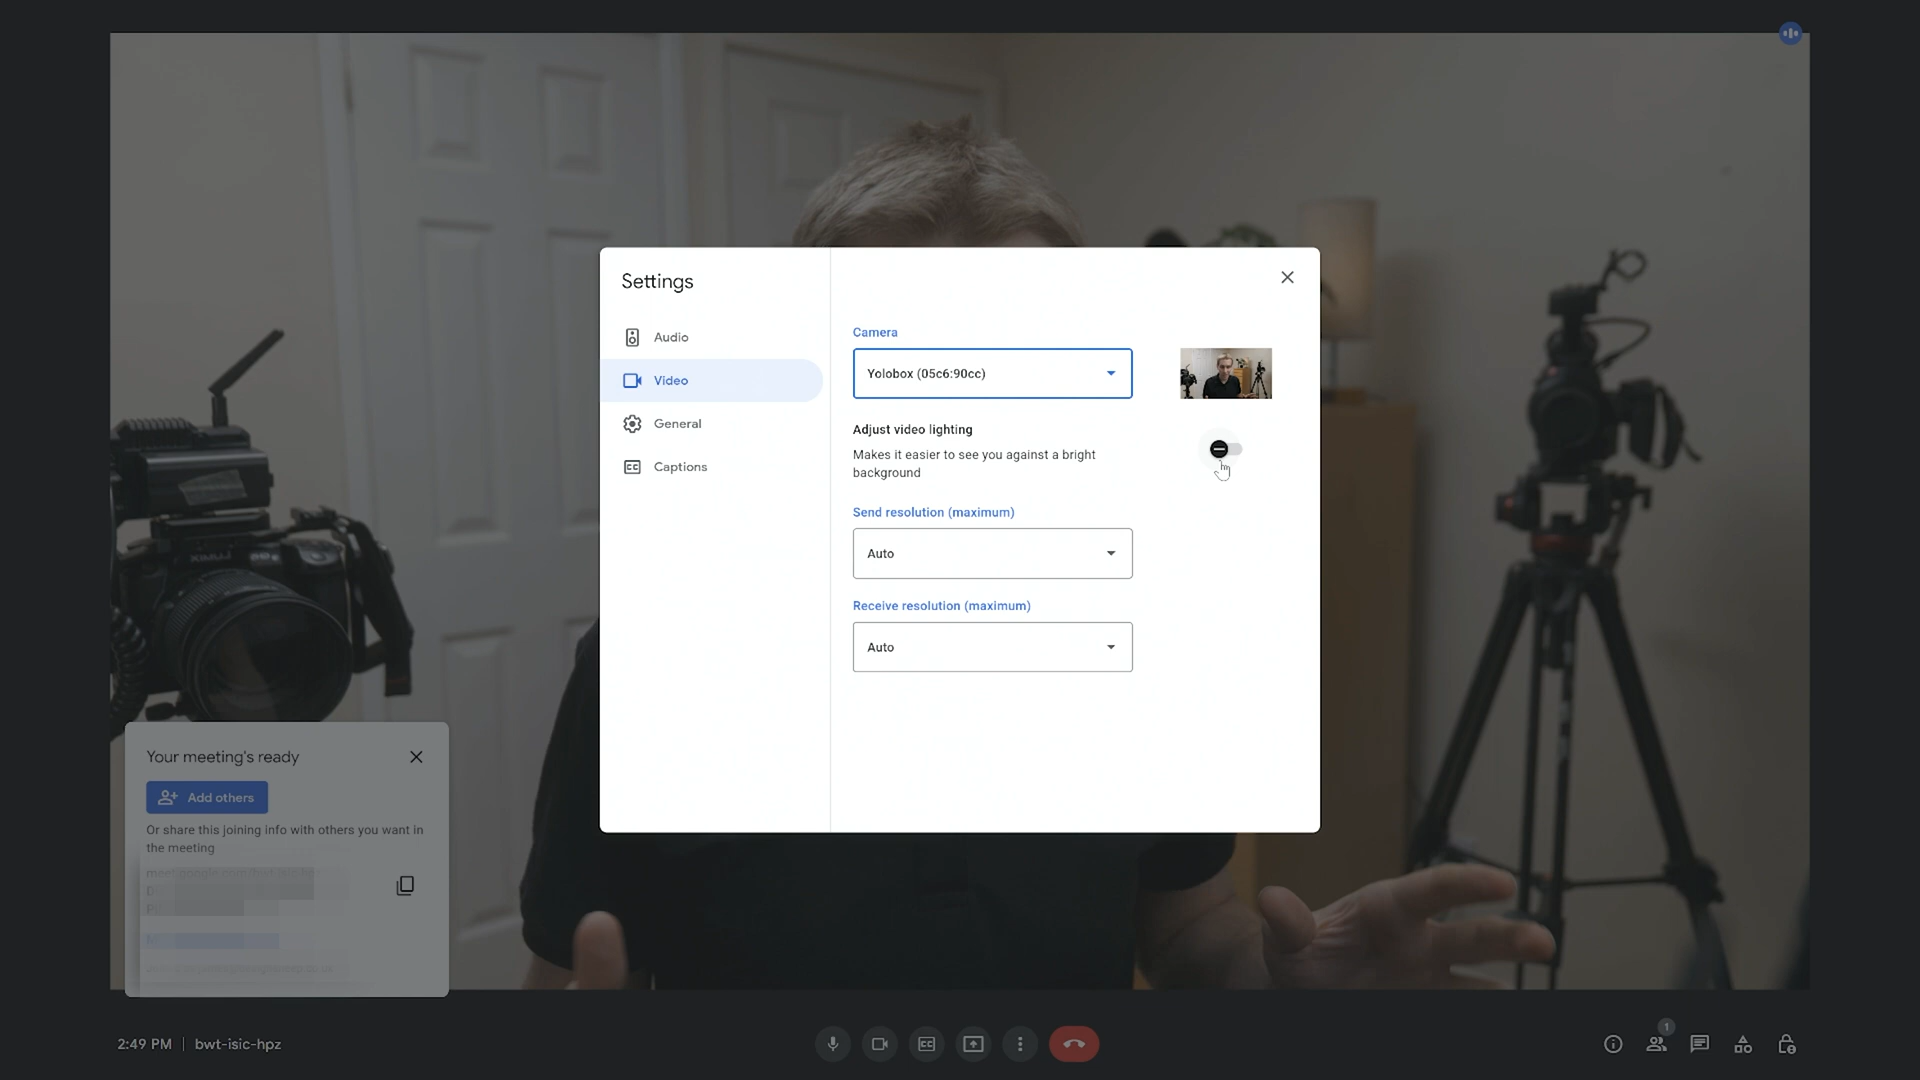 Settings
Audio
Video
General
Captions
Camera
Yolobox (05c6:90cc)
Adjust video lighting
Makes it easier to see you against a bright
background
Send resolution (maximum)
Auto
Receive resolution (maximum)
Auto
Your meeting's ready
Add others
Or share this joining info with others you want in
the meeting
2:49 PM | bwt-isic-hpz
1